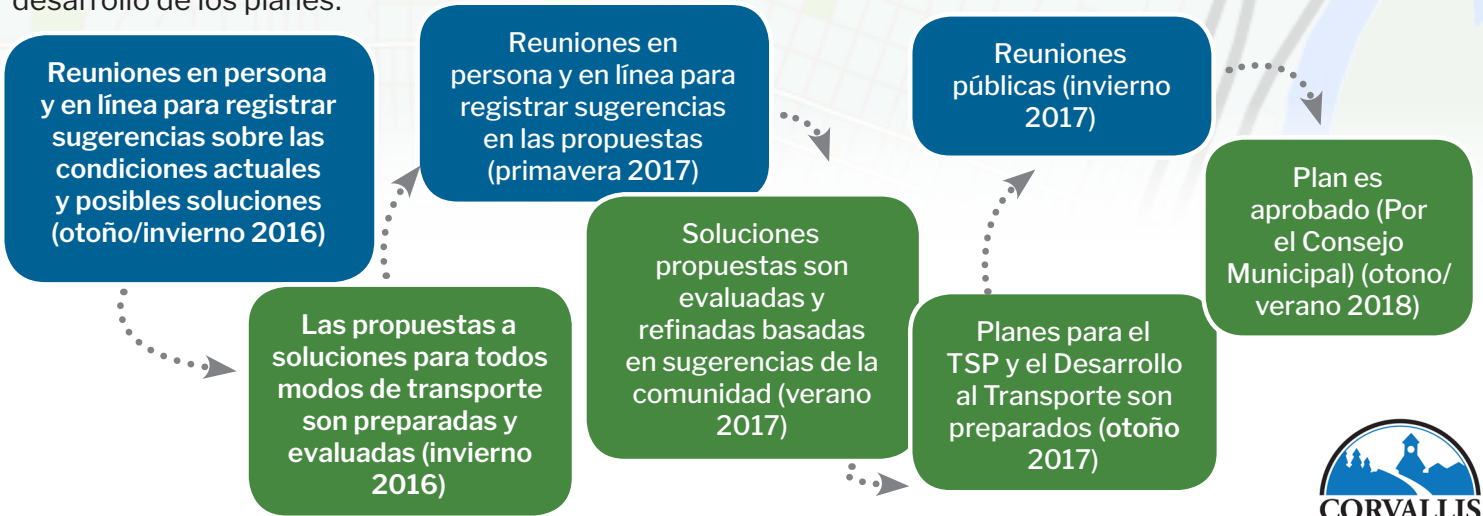 desarrollo de los planes.
Reuniones en persona
y en línea para registrar
sugerencias sobre las
condiciones actuales
y posibles soluciones
(otoño/invierno 2016)
Las propuestas a
soluciones para todos
modos de transporte
son preparadas y
evaluadas (invierno
2016)
Reuniones en
persona y en línea para
registrar sugerencias
en las propuestas
(primavera 2017)
Soluciones
propuestas son
evaluadas y
refinadas basadas
en sugerencias de la
comunidad (verano
2017)
Planes para el
TSP y el Desarrollo
al Transporte son
preparados (otoño
2017)
Reuniones
públicas (invierno
2017)
Plan es
aprobado (Por
el Consejo
Municipal) (otono/
verano 2018)
CORVALLIS